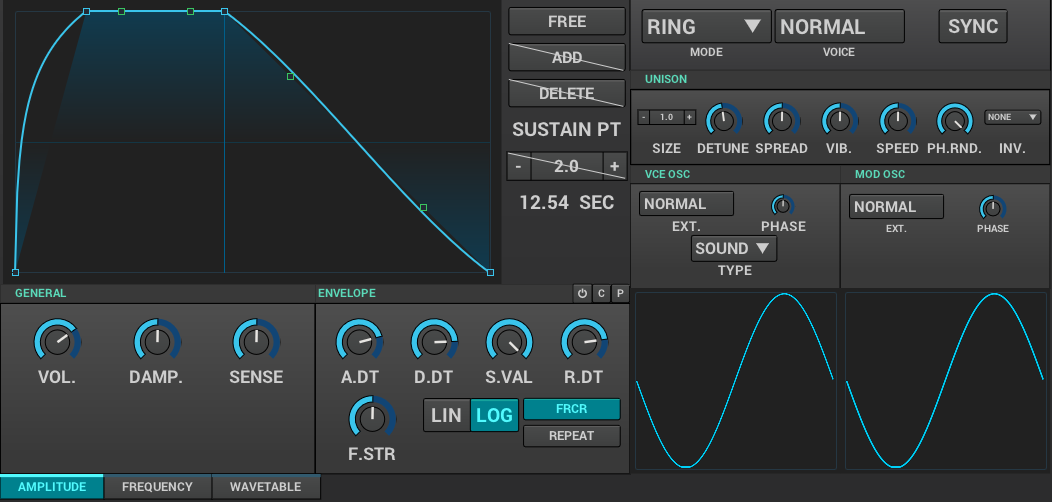 FREE
ADD
DELETE
SUSTAIN PT
- 2.0 +
12.54 SEC
RING NORMAL SYNC
MODE VOICE
UNISON
- 1.0 + NONE
SIZE DETUNE SPREAD VIB. SPEED PH.RND. INV.
VCE OSC MOD OSC
NORMAL NORMAL
EXT. PHASE EXT. PHASE
SOUND
TYPE
GENERAL ENVELOPE C P
VOL. DAMP. SENSE A.DT D.DT S.VAL R.DT
LIN LOG FRCR
REPEAT
F.STR
AMPLITUDE FREQUENCY WAVETABLE